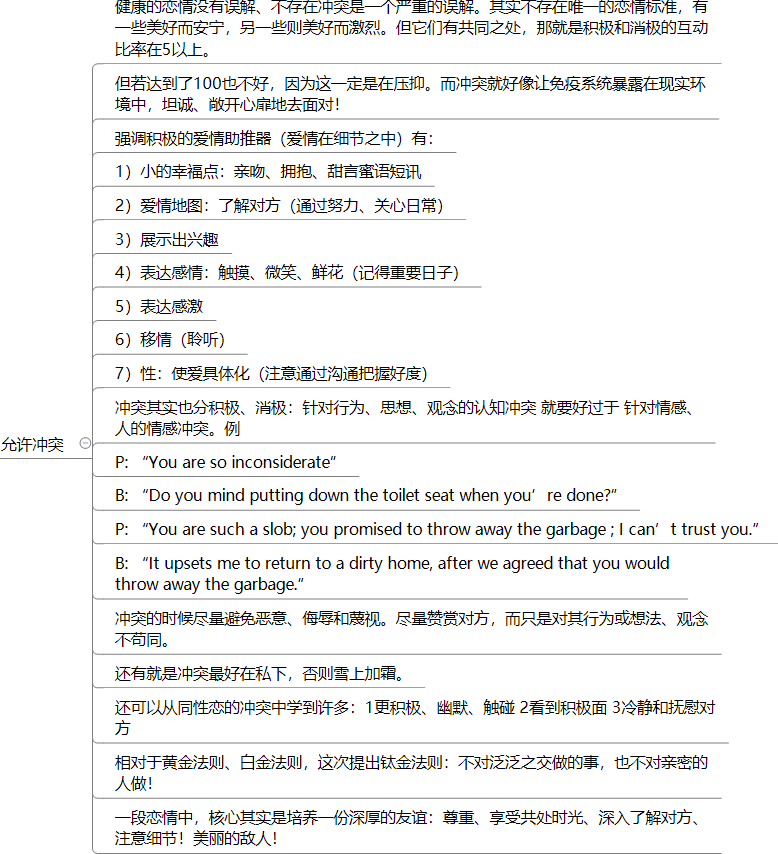 健康的恋情没有误解、不存在冲突是一个严重的误解。其实不存在唯一的恋情标准，有
一些美好而安宁，另一些则美好而激烈。但它们有共同之处，那就是积极和消极的互动
比率在5以上。
但若达到了100也不好，因为这一定是在压抑。而冲突就好像让免疫系统暴露在现实环
境中，坦诚、敞开心扉地去面对！
强调积极的爱情助推器（爱情在细节之中）有：
1）小的幸福点：亲吻、拥抱、甜言蜜语短讯
2）爱情地图：了解对方（通过努力、关心日常）
3）展示出兴趣
4）表达感情：触摸、微笑、鲜花（记得重要日子）
5）表达感激
6）移情（聆听）
7）性：使爱具体化（注意通过沟通把握好度）
冲突其实也分积极、消极：针对行为、思想、观念的认知冲突 就要好过于 针对情感、
人的情感冲突。例
允许冲突
P: “You are so inconsiderate“
B: “Do you mind putting down the toilet seat when you’re done?“
P: “You are such a slob; you promised to throw away the garbage ; I can’t trust you.”
B: “It upsets me to return to a dirty home, after we agreed that you would
throw away the garbage.“
冲突的时候尽量避免恶意、侮辱和蔑视。尽量赞赏对方，而只是对其行为或想法、观念
不苟同。
还有就是冲突最好在私下，否则雪上加霜。
还可以从同性恋的冲突中学到许多：1更积极、幽默、触碰 2看到积极面 3冷静和抚慰对
方
相对于黄金法则、白金法则，这次提出钛金法则：不对泛泛之交做的事，也不对亲密的
人做！
一段恋情中，核心其实是培养一份深厚的友谊：尊重、享受共处时光、深入了解对方、
注意细节！美丽的敌人！